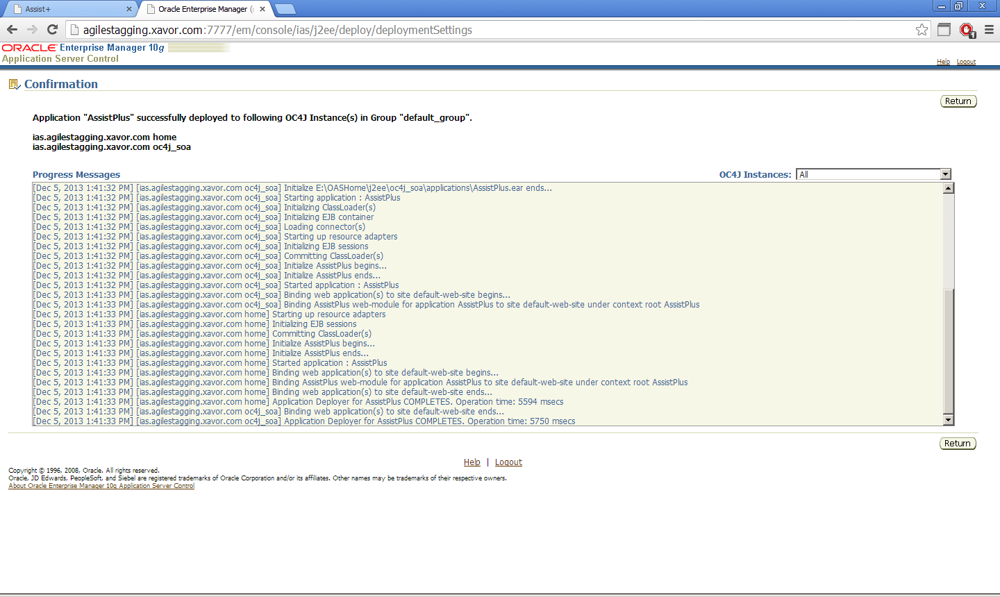 Assist+
Oracle Enterprise Manager (
agilestagging.xavor.com:7777/em/console/ias/j2ee/deploy/deploymentSettings
1
ORACLE Enterprise Manager 10g
Application Server Control
Help Logout
Confirmation
Return
Application "AssistPlus" successfully deployed to following OC4J Instance(s) in Group "default_group".
ias.agilestagging.xavor.com home
ias.agilestagging.xavor.com oc4j_soa
Progress Messages OC4J Instances: All
[Dec 5, 2013 1:41:32 PM] [ias.agilestagging.xavor.com oc4j_soa] Initialize E:\OASHome\j2ee\oc4j_soa\applications\AssistPlus.ear ends...
[Dec 5, 2013 1:41:32 PM] [ias.agilestagging.xavor.com oc4j_soa] Starting application : AssistPlus
[Dec 5, 2013 1:41:32 PM] [ias.agilestagging.xavor.com oc4j_soa] Initializing ClassLoader(s)
[Dec 5, 2013 1:41:32 PM] [ias.agilestagging.xavor.com oc4j_soa] Initializing EJB container
[Dec 5, 2013 1:41:32 PM] [ias.agilestagging.xavor.com oc4j_soa] Loading connector(s)
[Dec 5, 2013 1:41:32 PM] [ias.agilestagging.xavor.com oc4j_soa] Starting up resource adapters
[Dec 5, 2013 1:41:32 PM] [ias.agilestagging.xavor.com oc4j_soa] Initializing EJB sessions
[Dec 5, 2013 1:41:32 PM] [ias.agilestagging.xavor.com oc4j_soa] Committing ClassLoader(s)
[Dec 5, 2013 1:41:32 PM] [ias.agilestagging.xavor.com oc4j_soa] Initialize AssistPlus begins...
[Dec 5, 2013 1:41:32 PM] [ias.agilestagging.xavor.com oc4j_soa] Initialize AssistPlus ends...
[Dec 5, 2013 1:41:32 PM] [ias.agilestagging.xavor.com oc4j_soa] Started application : AssistPlus
[Dec 5, 2013 1:41:32 PM] [ias.agilestagging.xavor.com oc4j_soa] Binding web application(s) to site default-web-site begins...
[Dec 5, 2013 1:41:32 PM] [ias.agilestagging.xavor.com oc4j_soa] Binding AssistPlus web-module for application AssistPlus to site default-web-site under context root AssistPlus
[Dec 5, 2013 1:41:33 PM] [ias.agilestagging.xavor.com home] Starting up resource adapters
[Dec 5, 2013 1:41:33 PM] [ias.agilestagging.xavor.com home] Initializing EJB sessions
[Dec 5, 2013 1:41:33 PM] [ias.agilestagging.xavor.com home] Committing ClassLoader(s)
[Dec 5, 2013 1:41:33 PM] [ias.agilestagging.xavor.com home] Initialize AssistPlus begins...
[Dec 5, 2013 1:41:33 PM] [ias.agilestagging.xavor.com home] Initialize AssistPlus ends...
[Dec 5, 2013 1:41:33 PM] [ias.agilestagging.xavor.com home] Started application : AssistPlus
[Dec 5, 2013 1:41:33 PM] [ias.agilestagging.xavor.com home] Binding web application(s) to site default-web-site begins...
[Dec 5, 2013 1:41:33 PM] [ias.agilestagging.xavor.com home] Binding AssistPlus web-module for application AssistPlus to site default-web-site under context root AssistPlus
[Dec 5, 2013 1:41:33 PM] [ias.agilestagging.xavor.com home] Binding web application(s) to site default-web-site ends...
[Dec 5, 2013 1:41:33 PM] [ias.agilestagging.xavor.com home] Application Deployer for AssistPlus COMPLETES. Operation time: 5594 msecs
[Dec 5, 2013 1:41:33 PM] [ias.agilestagging.xavor.com oc4j_soa] Binding web application(s) to site default-web-site ends...
[Dec 5, 2013 1:41:33 PM] [ias.agilestagging.xavor.com oc4j_soa] Application Deployer for AssistPlus COMPLETES. Operation time: 5750 msecs
Return
Help | Logout
Copyright © 1996, 2008, Oracle. All rights reserved.
Oracle, JD Edwards, PeopleSoft, and Siebel are registered trademarks of Oracle Corporation and/or its affiliates. Other names may be trademarks of their respective owners.
About Oracle Enterprise Manager 10g Application Server Control